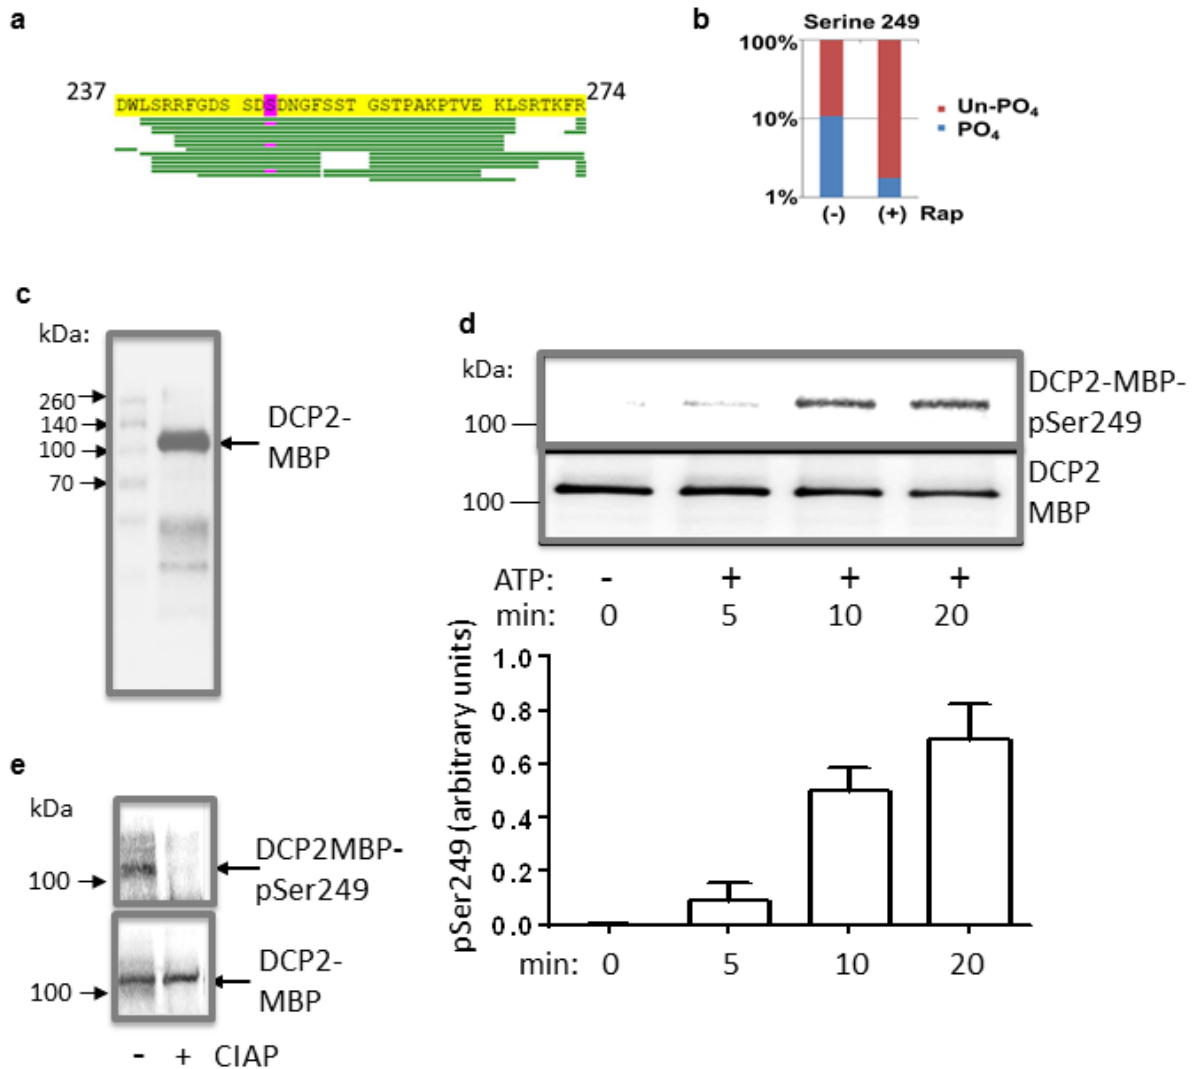 a
237 DWLSRRFGDS SDSDNGFSST GSTPAKPTVE KLSRTKFR 274
b
Serine 249
100%
10%
1%
Un-PO4
PO4
(-) (+) Rap
c
kDa:
260
140
100
70
DCP2-
MBP
d
kDa:
100
DCP2-MBP-
pSer249
100
DCP2
MBP
ATP: - + + +
min: 0 5 10 20
pSer249 (arbitrary units)
1.0
0.8
0.6
0.4
0.2
0.0
min: 0 5 10 20
e
kDa
100
DCP2MBP-
pSer249
100
DCP2-
MBP
- + CIAP